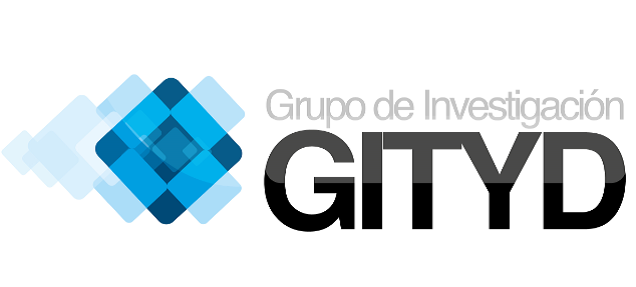 Grupo de Investigación
GITYD